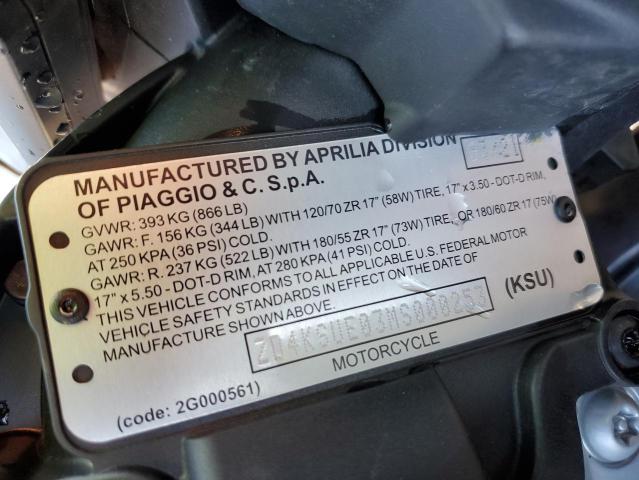 MANUFACTURED BY APRILIA DIVISION
OF PIAGGIO & C. S.p.A.
GVWR: 393 KG (866 LB)
GAWR: F. 156 KG (344 LB) WITH 120/70 ZR 17" (58W) TIRE, 17" x 3.50 - DOT-D RIM,
AT 250 KPA (36 PSI) COLD.
GAWR: R. 237 KG (522 LB) WITH 180/55 ZR 17" (73W) TIRE, OR 180/60 ZR 17 (75W)
17" x 5.50 - DOT-D RIM, AT 280 KPA (41 PSI) COLD.
THIS VEHICLE CONFORMS TO ALL APPLICABLE U.S. FEDERAL MOTOR
VEHICLE SAFETY STANDARDS IN EFFECT ON THE DATE OF
MANUFACTURE SHOWN ABOVE.
ZD4KSUE03MS000253 (KSU)
MOTORCYCLE
(code: 2G000561)